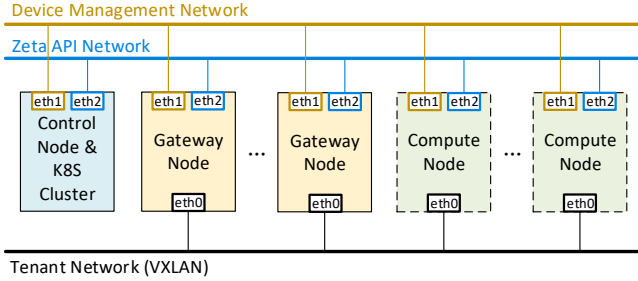 Device Management Network
Zeta API Network
eth1 eth2 eth1 eth2 eth1 eth2 eth1 eth2 eth1 eth2
Control
Node &
K8S
Cluster
Gateway
Node
...
Gateway
Node
Compute
Node
...
Compute
Node
eth0 eth0 eth0 eth0
Tenant Network (VXLAN)